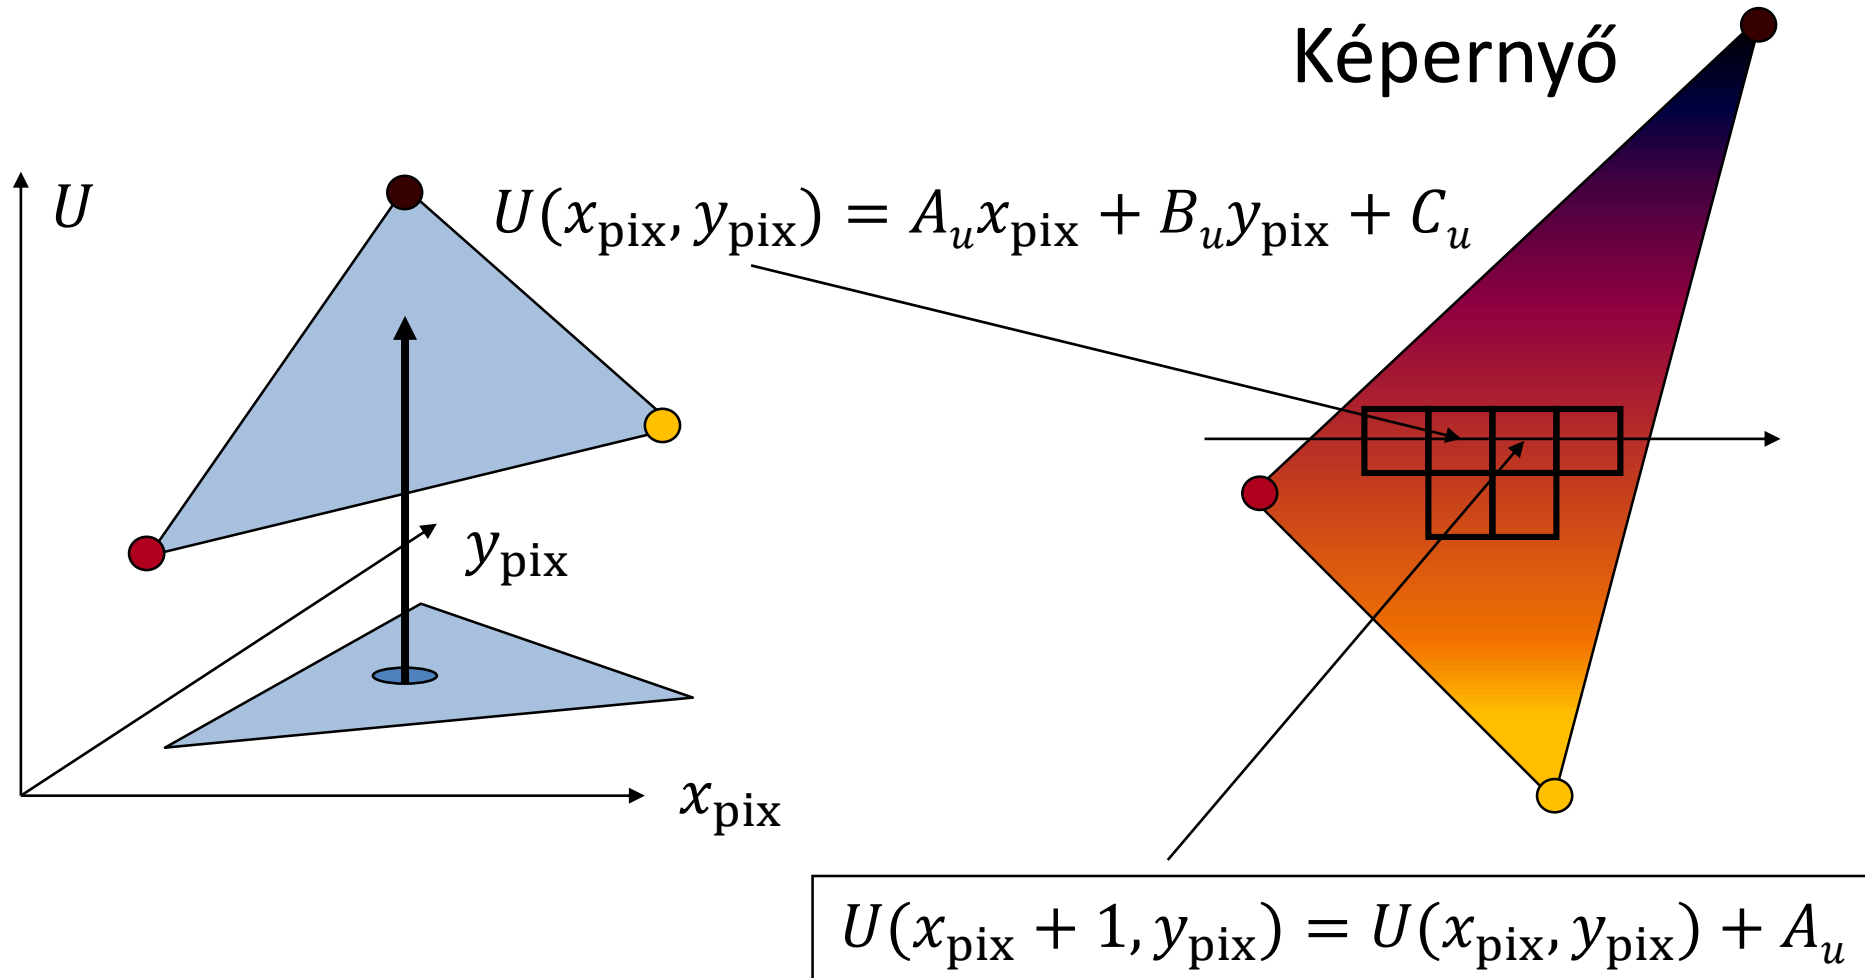 Képernyő
U
U(x_pix, y_pix) = A_u x_pix + B_u y_pix + C_u
y_pix
x_pix
U(x_pix + 1, y_pix) = U(x_pix, y_pix) + A_u